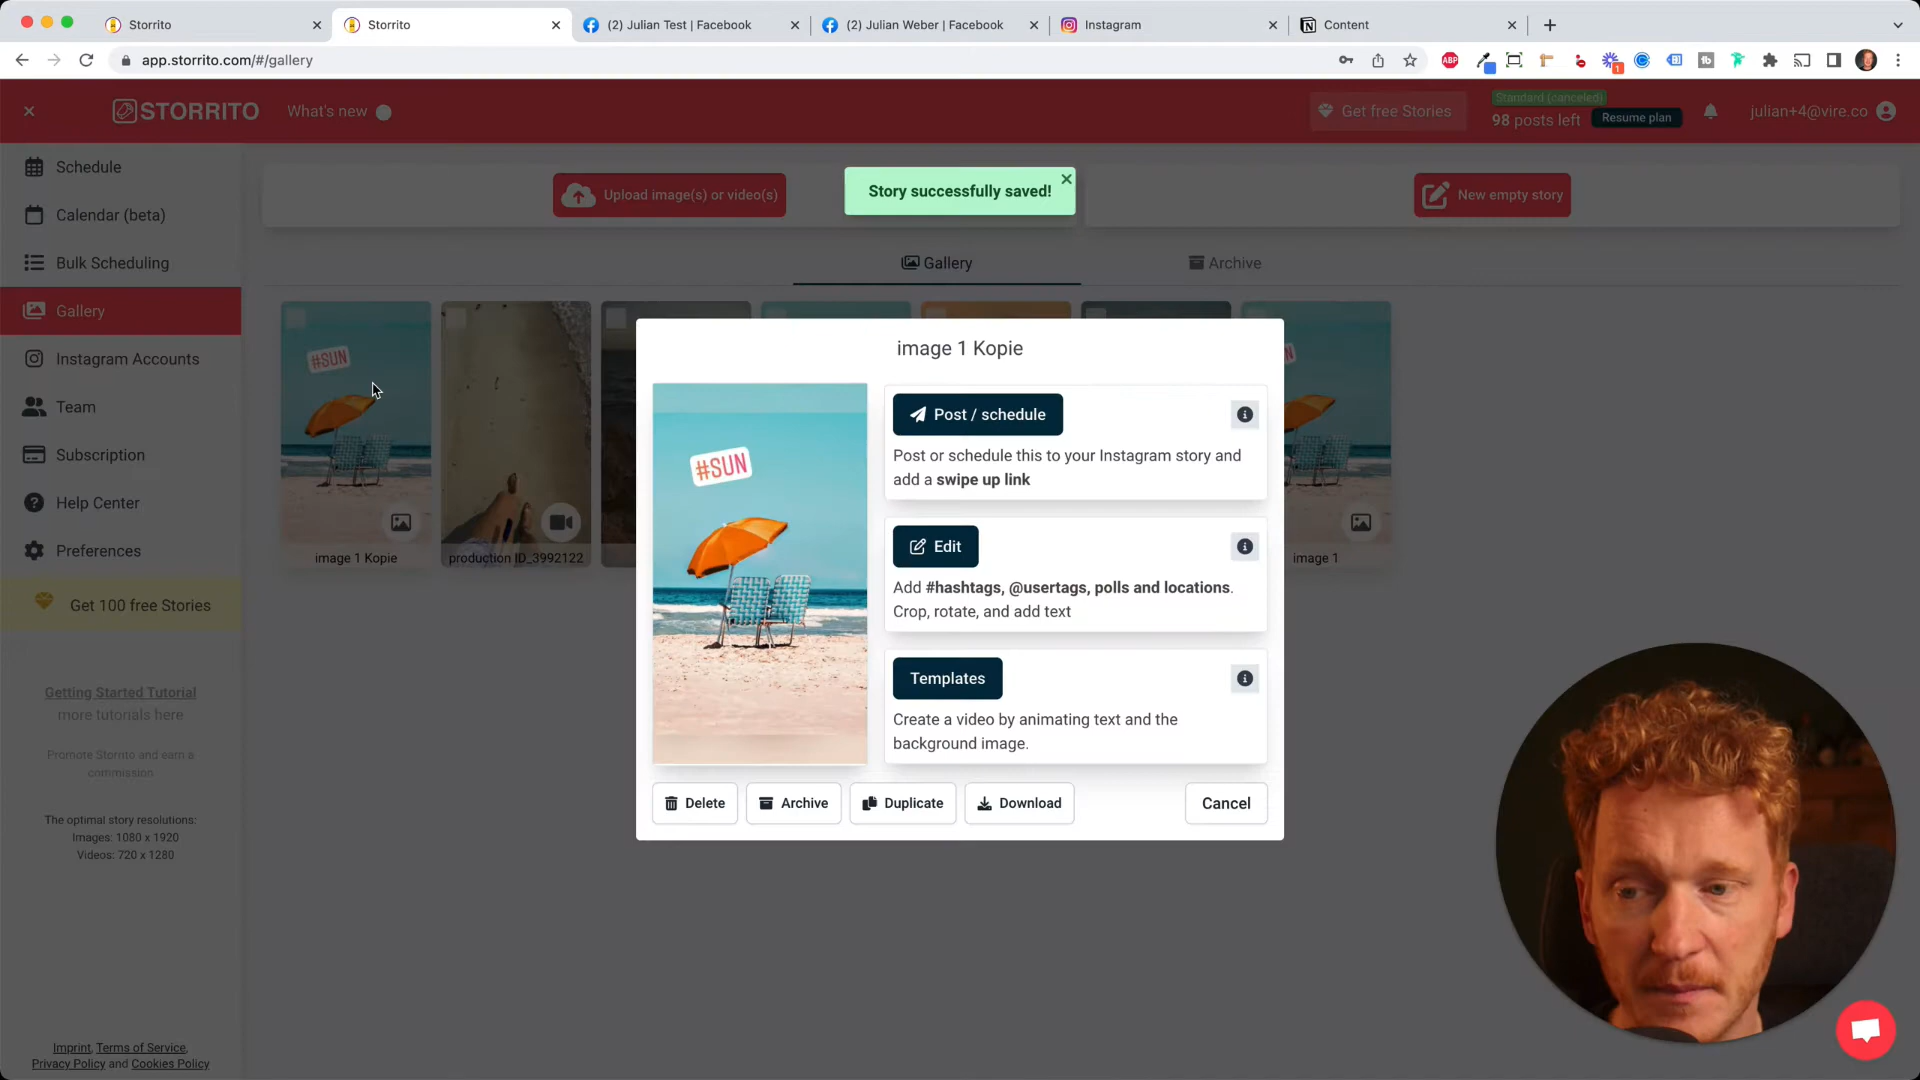 Storrito
Storrito
(2) Julian Test | Facebook
(2) Julian Weber | Facebook
Instagram
Content
app.storrito.com/#/gallery
ABP
1
STORRITO
What's new
Get free Stories
Standard (canceled)
98 posts left
Resume plan
julian+4@vire.co
Schedule
Calendar (beta)
Bulk Scheduling
Gallery
Instagram Accounts
Team
Subscription
Help Center
Preferences
Get 100 free Stories
Getting Started Tutorial
more tutorials here
Promote Storrito and earn a
commission
The optimal story resolutions:
Images: 1080 x 1920
Videos: 720 x 1280
Imprint, Terms of Service,
Privacy Policy and Cookies Policy
Upload image(s) or video(s)
Story successfully saved!
New empty story
Gallery
Archive
#SUN
image 1 Kopie
production ID_3992122
image 1
image 1 Kopie
#SUN
Post / schedule
Post or schedule this to your Instagram story and
add a swipe up link
Edit
Add #hashtags, @usertags, polls and locations.
Crop, rotate, and add text
Templates
Create a video by animating text and the
background image.
Delete
Archive
Duplicate
Download
Cancel